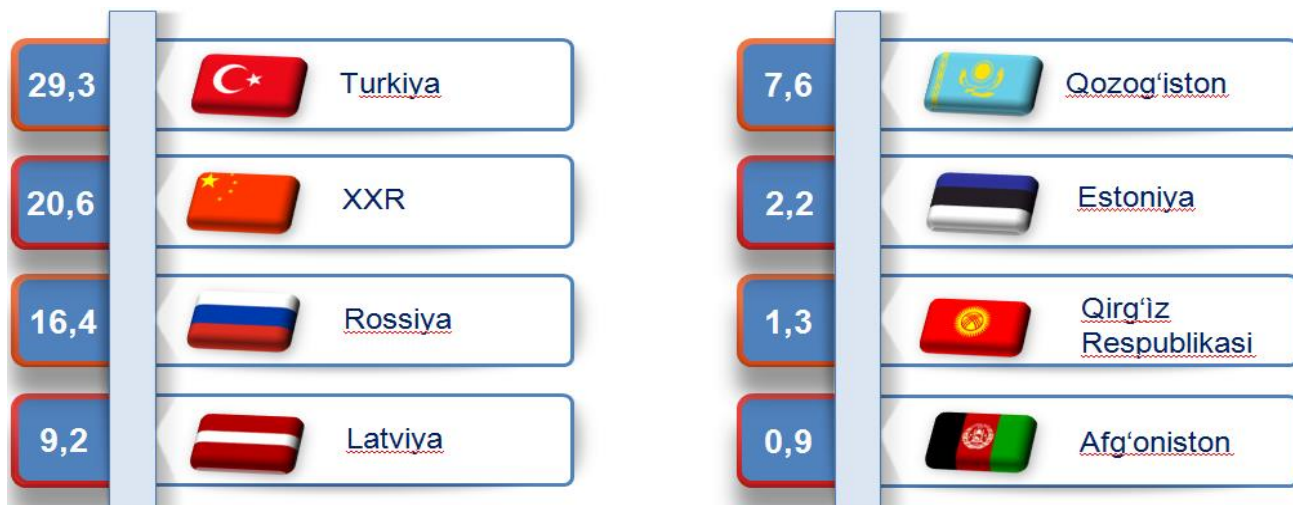 29,3 Turkiya
20,6 XXR
16,4 Rossiya
9,2 Latviya
7,6 Qozog‘iston
2,2 Estoniya
1,3 Qirg‘ìz
Respublikasi
0,9 Afg‘oniston